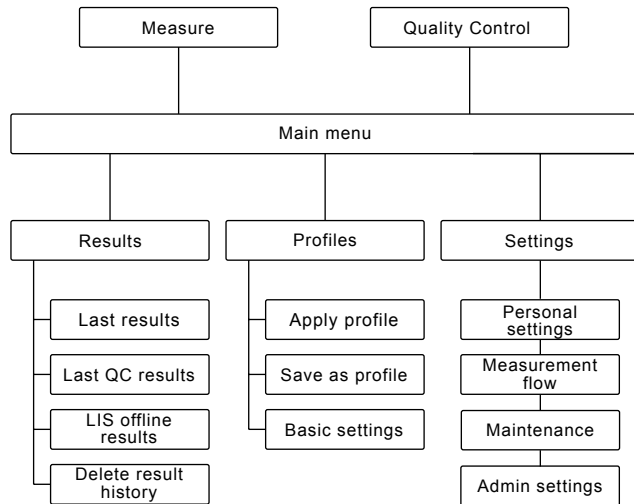 Measure
Quality Control
Main menu
Results
Profiles
Settings
Last results
Last QC results
LIS offline
results
Delete result
history
Apply profile
Save as profile
Basic settings
Personal
settings
Measurement
flow
Maintenance
Admin settings